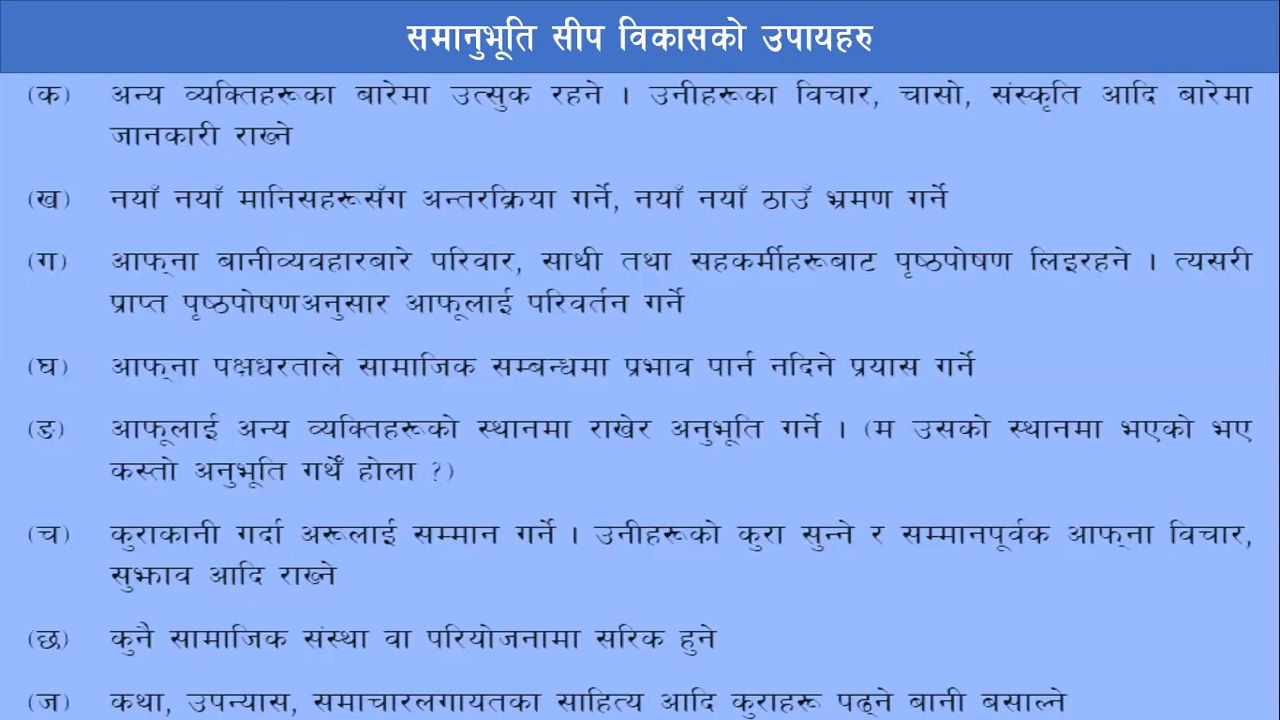 समानुभूति सीप विकासको उपायहरु
(क) अन्य व्यक्तिहरूका बारेमा उत्सुक रहने । उनीहरूका विचार, चासो, संस्कृति आदि बारेमा
जानकारी राख्ने
(ख) नयाँ नयाँ मानिसहरूसँग अन्तरक्रिया गर्ने, नयाँ नयाँ ठाउँ भ्रमण गर्ने
(ग) आफ्ना बानीव्यवहारबारे परिवार, साथी तथा सहकर्मीहरूबाट पृष्ठपोषण लिइरहने । त्यसरी
प्राप्त पृष्ठपोषणअनुसार आफूलाई परिवर्तन गर्ने
(घ) आफ्ना पक्षधरताले सामाजिक सम्बन्धमा प्रभाव पार्न नदिने प्रयास गर्ने
(ङ) आफूलाई अन्य व्यक्तिहरूको स्थानमा राखेर अनुभूति गर्ने । (म उसको स्थानमा भएको भए
कस्तो अनुभूति गर्थेँ होला ?)
(च) कुराकानी गर्दा अरूलाई सम्मान गर्ने । उनीहरूको कुरा सुन्ने र सम्मानपूर्वक आफ्ना विचार,
सुझाव आदि राख्ने
(छ) कुनै सामाजिक संस्था वा परियोजनामा सरिक हुने
(ज) कथा, उपन्यास, समाचारलगायतका साहित्य आदि कुराहरू पढ्ने बानी बसाल्ने